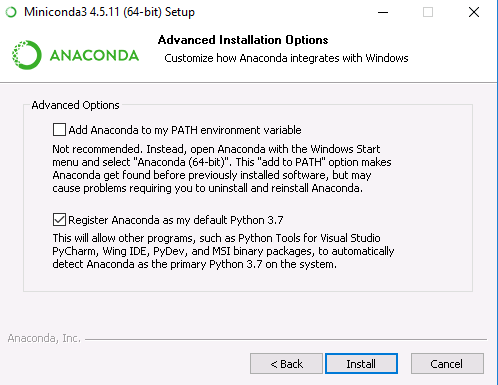 Miniconda3 4.5.11 (64-bit) Setup
Advanced Installation Options
Customize how Anaconda integrates with Windows
ANACONDA
Advanced Options
Add Anaconda to my PATH environment variable
Not recommended. Instead, open Anaconda with the Windows Start
menu and select "Anaconda (64-bit)". This "add to PATH" option makes
Anaconda get found before previously installed software, but may
cause problems requiring you to uninstall and reinstall Anaconda.
Register Anaconda as my default Python 3.7
This will allow other programs, such as Python Tools for Visual Studio
PyCharm, Wing IDE, PyDev, and MSI binary packages, to automatically
detect Anaconda as the primary Python 3.7 on the system.
Anaconda, Inc.
< Back
Install
Cancel